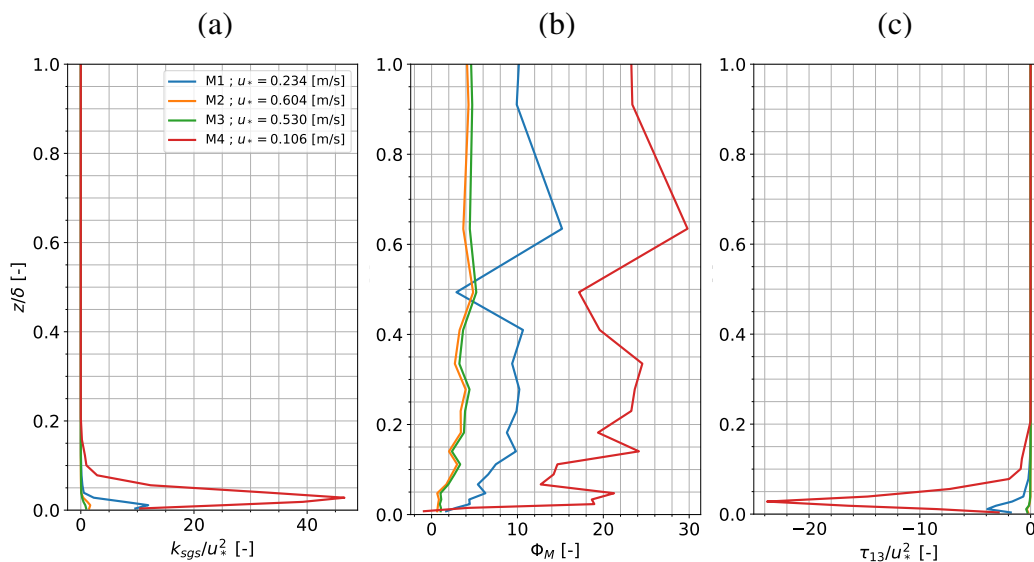 (a) (b) (c)
M1 ; u* = 0.234 [m/s]
M2 ; u* = 0.604 [m/s]
M3 ; u* = 0.530 [m/s]
M4 ; u* = 0.106 [m/s]
1.0
0.8
0.6
0.4
0.2
0.0
z/δ [-]
0 20 40
k_sgs/u*² [-]
1.0
0.8
0.6
0.4
0.2
0.0
0 10 20 30
Φ_M [-]
1.0
0.8
0.6
0.4
0.2
0.0
−20 −10 0
τ₁₃/u*² [-]